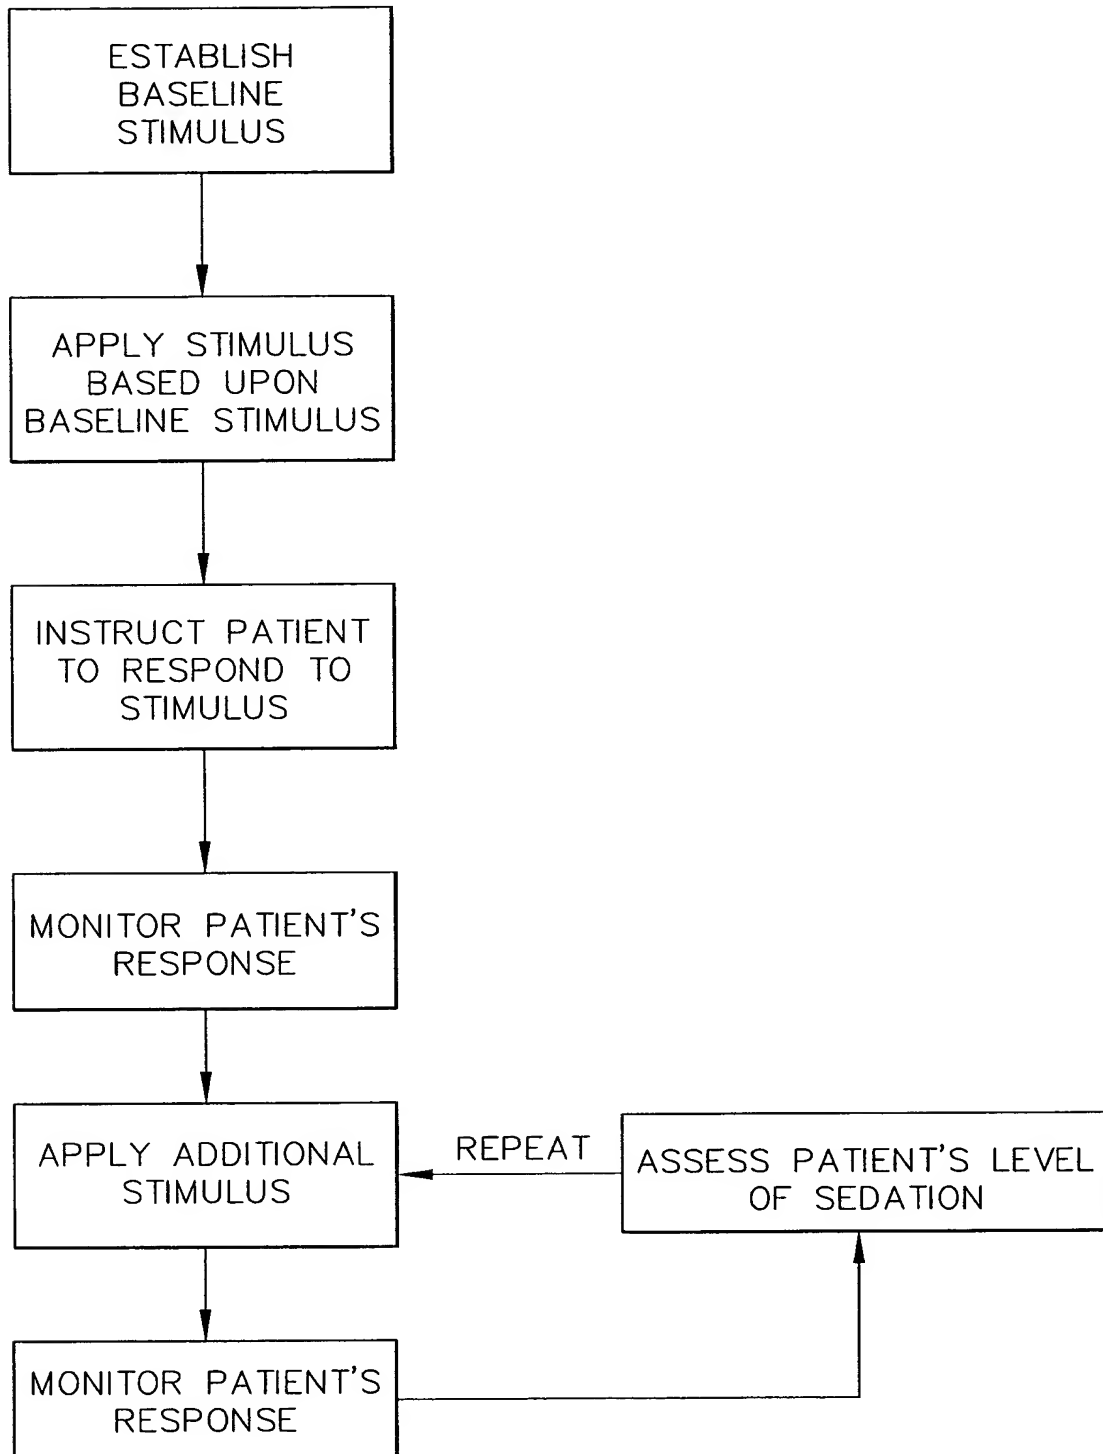 ESTABLISH
BASELINE
STIMULUS
APPLY STIMULUS
BASED UPON
BASELINE STIMULUS
INSTRUCT PATIENT
TO RESPOND TO
STIMULUS
MONITOR PATIENT'S
RESPONSE
APPLY ADDITIONAL
STIMULUS
REPEAT
ASSESS PATIENT'S LEVEL
OF SEDATION
MONITOR PATIENT'S
RESPONSE